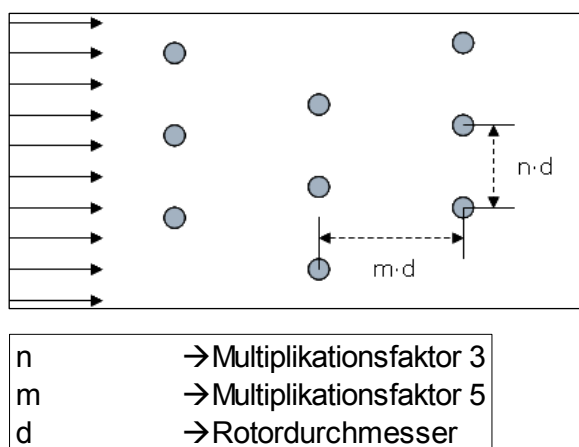 n·d
m·d
n →Multiplikationsfaktor 3
m →Multiplikationsfaktor 5
d →Rotordurchmesser